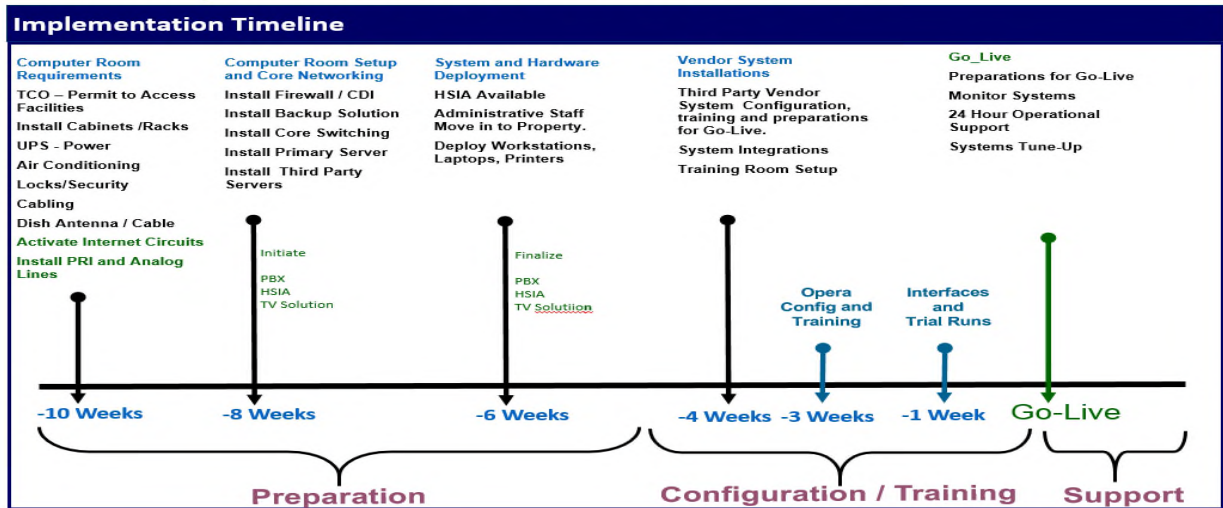 Implementation Timeline
Computer Room
Requirements
TCO – Permit to Access
Facilities
Install Cabinets /Racks
UPS - Power
Air Conditioning
Locks/Security
Cabling
Dish Antenna / Cable
Activate Internet Circuits
Install PRI and Analog
Lines
Computer Room Setup
and Core Networking
Install Firewall / CDI
Install Backup Solution
Install Core Switching
Install Primary Server
Install Third Party
Servers
System and Hardware
Deployment
HSIA Available
Administrative Staff
Move in to Property.
Deploy Workstations,
Laptops, Printers
Vendor System
Installations
Third Party Vendor
System Configuration,
training and preparations
for Go-Live.
System Integrations
Training Room Setup
Go_Live
Preparations for Go-Live
Monitor Systems
24 Hour Operational
Support
Systems Tune-Up
Initiate
PBX
HSIA
TV Solution
Finalize
PBX
HSIA
TV Solutiion
Opera
Config and
Training
Interfaces
and
Trial Runs
-10 Weeks
-8 Weeks
-6 Weeks
-4 Weeks
-3 Weeks
-1 Week
Go-Live
Preparation
Configuration / Training
Support